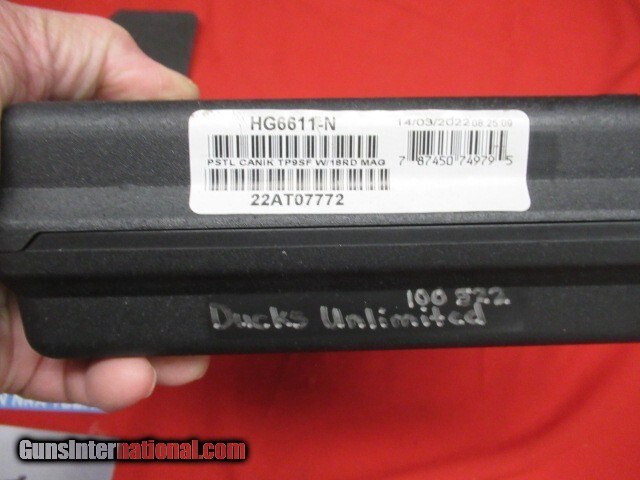 HG6611-N
14/03/2022 08.25.09
PSTL CANIK TP9SF W/18RD MAG
7 87450 74979 5
22AT07772
100 822
Ducks Unlimited
GunsInternational.com